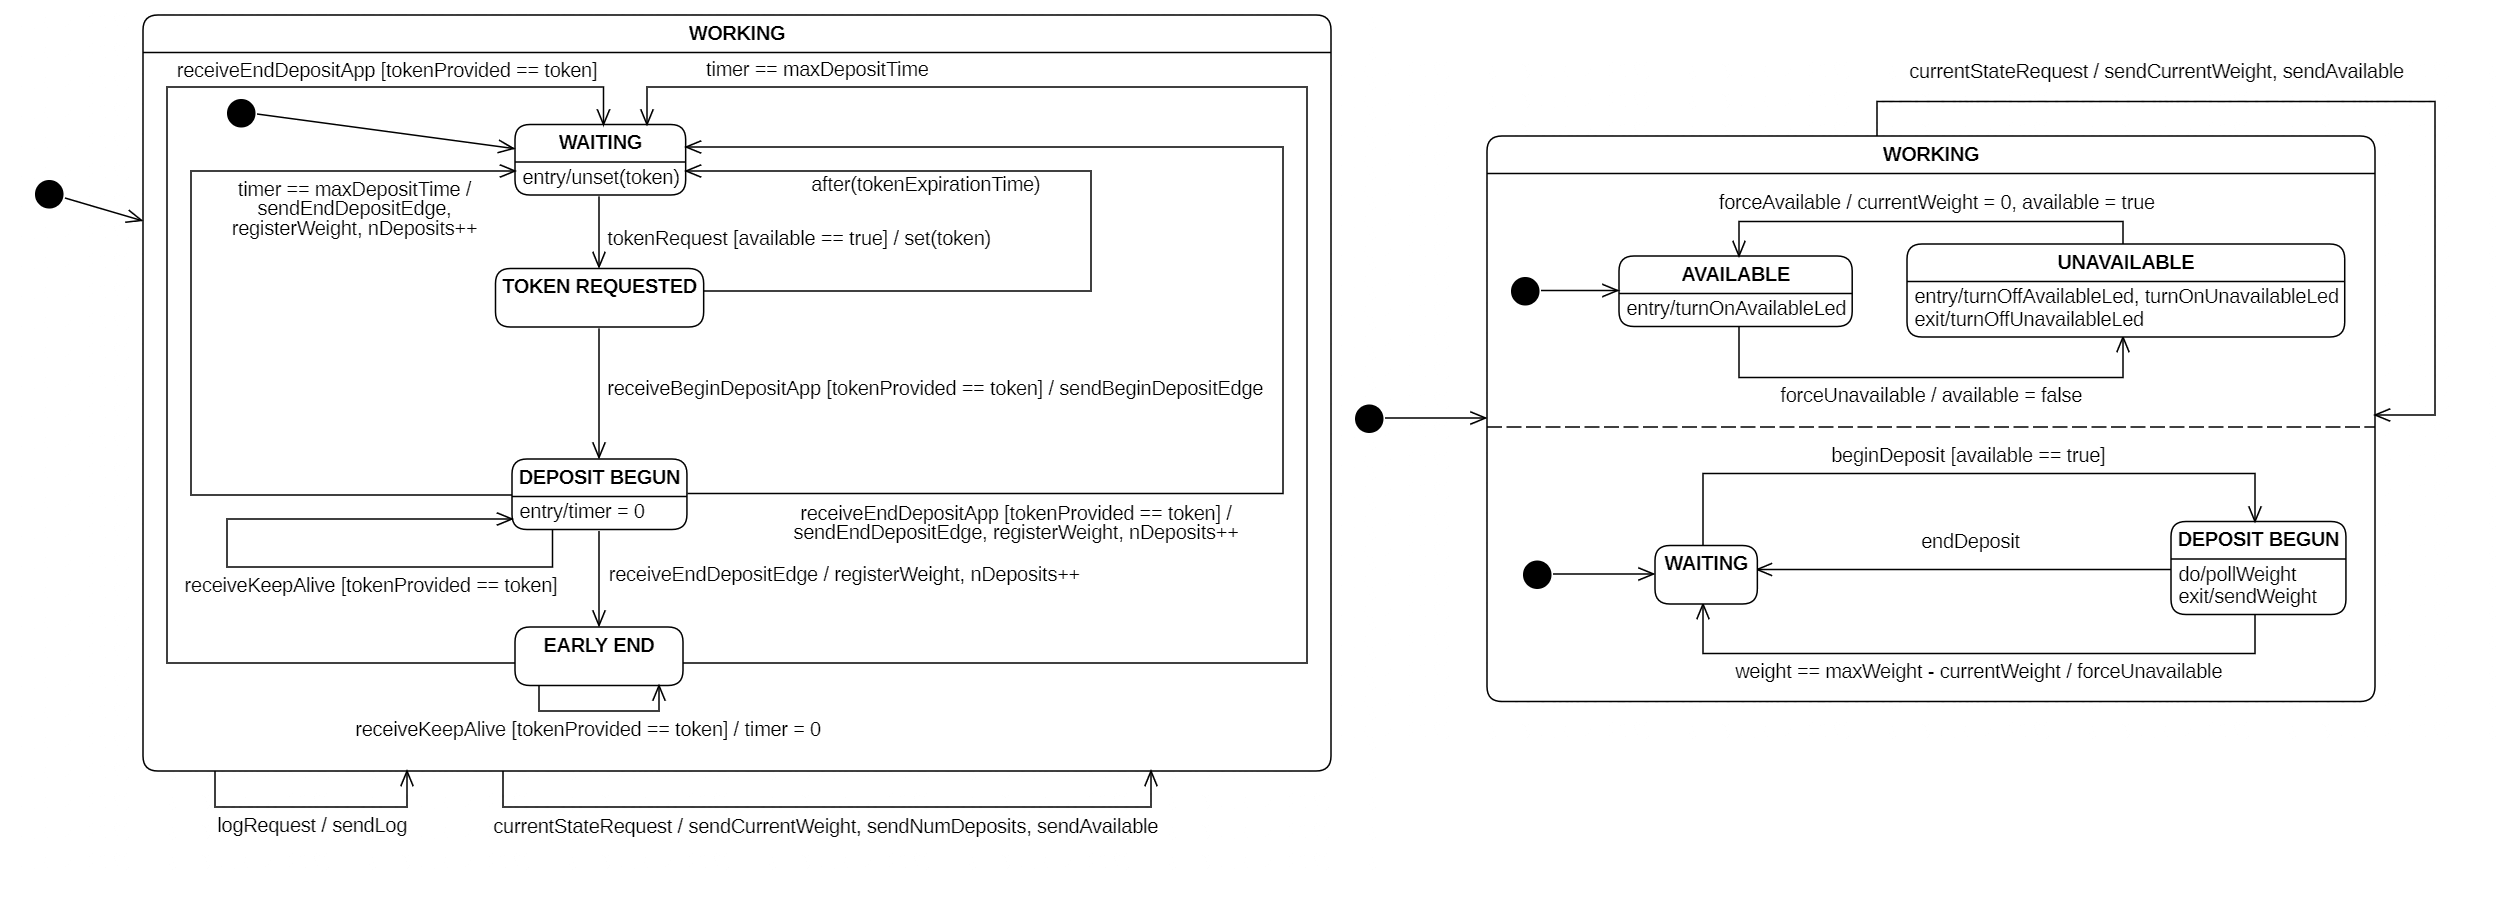 WORKING
receiveEndDepositApp [tokenProvided == token]
timer == maxDepositTime
WAITING
entry/unset(token)
timer == maxDepositTime /
sendEndDepositEdge,
registerWeight, nDeposits++
after(tokenExpirationTime)
tokenRequest [available == true] / set(token)
TOKEN REQUESTED
receiveBeginDepositApp [tokenProvided == token] / sendBeginDepositEdge
DEPOSIT BEGUN
entry/timer = 0
receiveEndDepositApp [tokenProvided == token] /
sendEndDepositEdge, registerWeight, nDeposits++
receiveKeepAlive [tokenProvided == token]
receiveEndDepositEdge / registerWeight, nDeposits++
EARLY END
receiveKeepAlive [tokenProvided == token] / timer = 0
logRequest / sendLog
currentStateRequest / sendCurrentWeight, sendNumDeposits, sendAvailable
currentStateRequest / sendCurrentWeight, sendAvailable
WORKING
forceAvailable / currentWeight = 0, available = true
AVAILABLE
entry/turnOnAvailableLed
UNAVAILABLE
entry/turnOffAvailableLed, turnOnUnavailableLed
exit/turnOffUnavailableLed
forceUnavailable / available = false
beginDeposit [available == true]
WAITING
endDeposit
DEPOSIT BEGUN
do/pollWeight
exit/sendWeight
weight == maxWeight - currentWeight / forceUnavailable